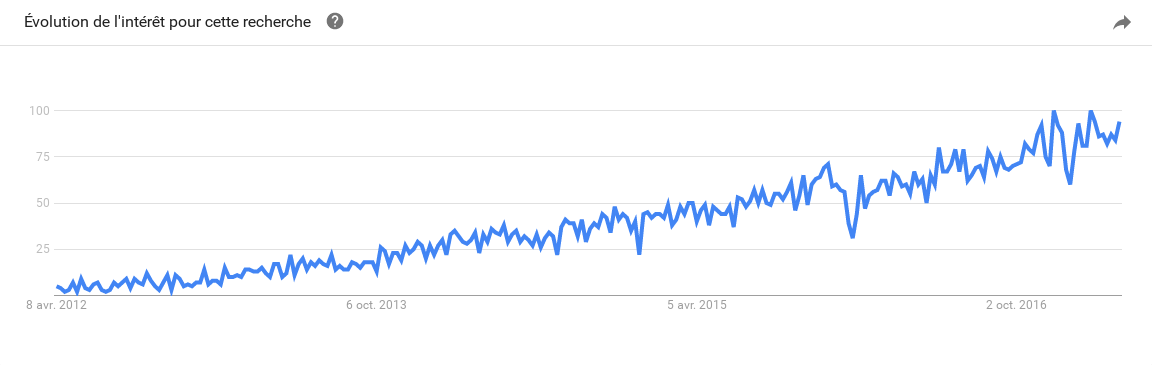 Évolution de l'intérêt pour cette recherche ?
100
75
50
25
8 avr. 2012 6 oct. 2013 5 avr. 2015 2 oct. 2016